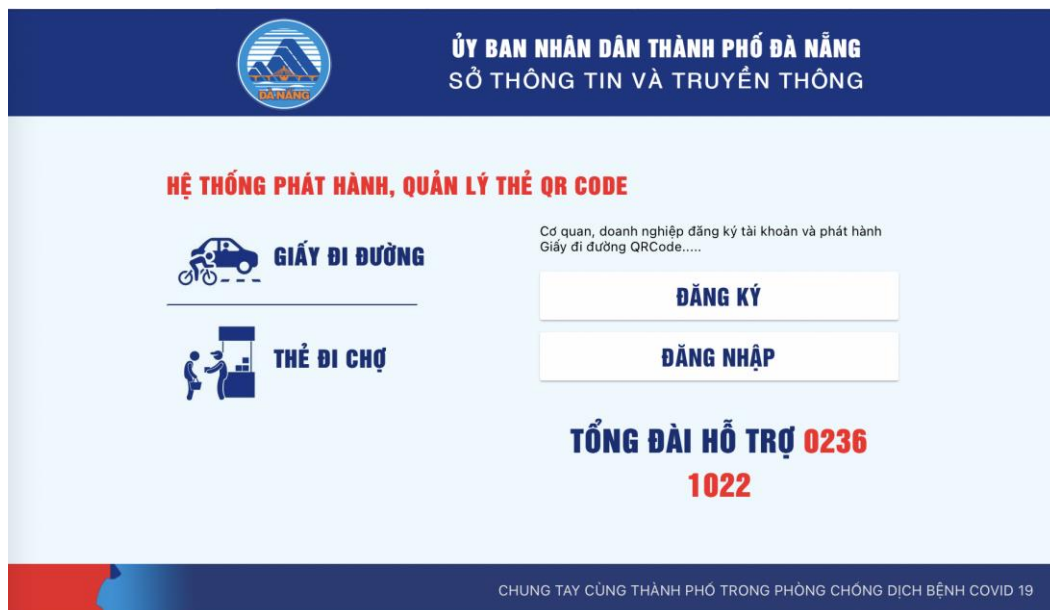 ĐÀ NẴNG
ỦY BAN NHÂN DÂN THÀNH PHỐ ĐÀ NẴNG
SỞ THÔNG TIN VÀ TRUYỀN THÔNG
HỆ THỐNG PHÁT HÀNH, QUẢN LÝ THẺ QR CODE
GIẤY ĐI ĐƯỜNG
THẺ ĐI CHỢ
Cơ quan, doanh nghiệp đăng ký tài khoản và phát hành
Giấy đi đường QRCode.....
ĐĂNG KÝ
ĐĂNG NHẬP
TỔNG ĐÀI HỖ TRỢ 0236
1022
CHUNG TAY CÙNG THÀNH PHỐ TRONG PHÒNG CHỐNG DỊCH BỆNH COVID 19